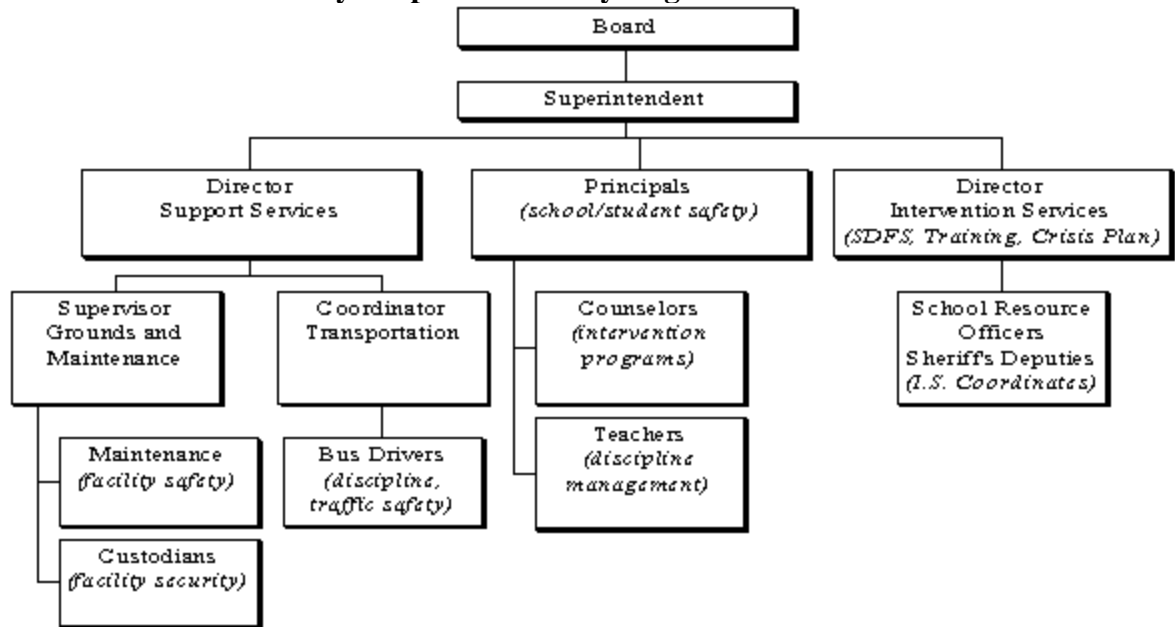 Board
Superintendent
Director
Support Services
Principals
(school/student safety)
Director
Intervention Services
(SDFS, Training, Crisis Plan)
Supervisor
Grounds and
Maintenance
Coordinator
Transportation
Counselors
(intervention
programs)
School Resource
Officers
Sheriff's Deputies
(I.S. Coordinates)
Maintenance
(facility safety)
Bus Drivers
(discipline,
traffic safety)
Teachers
(discipline
management)
Custodians
(facility security)